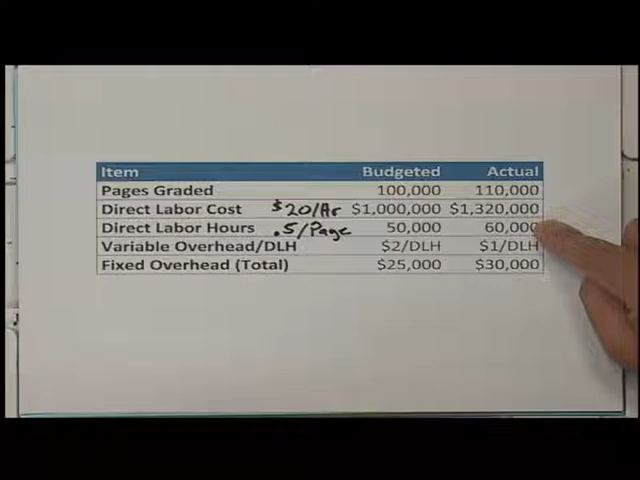 Item Budgeted Actual
Pages Graded 100,000 110,000
Direct Labor Cost $20/Hr $1,000,000 $1,320,000
Direct Labor Hours .5/Page 50,000 60,000
Variable Overhead/DLH $2/DLH $1/DLH
Fixed Overhead (Total) $25,000 $30,000